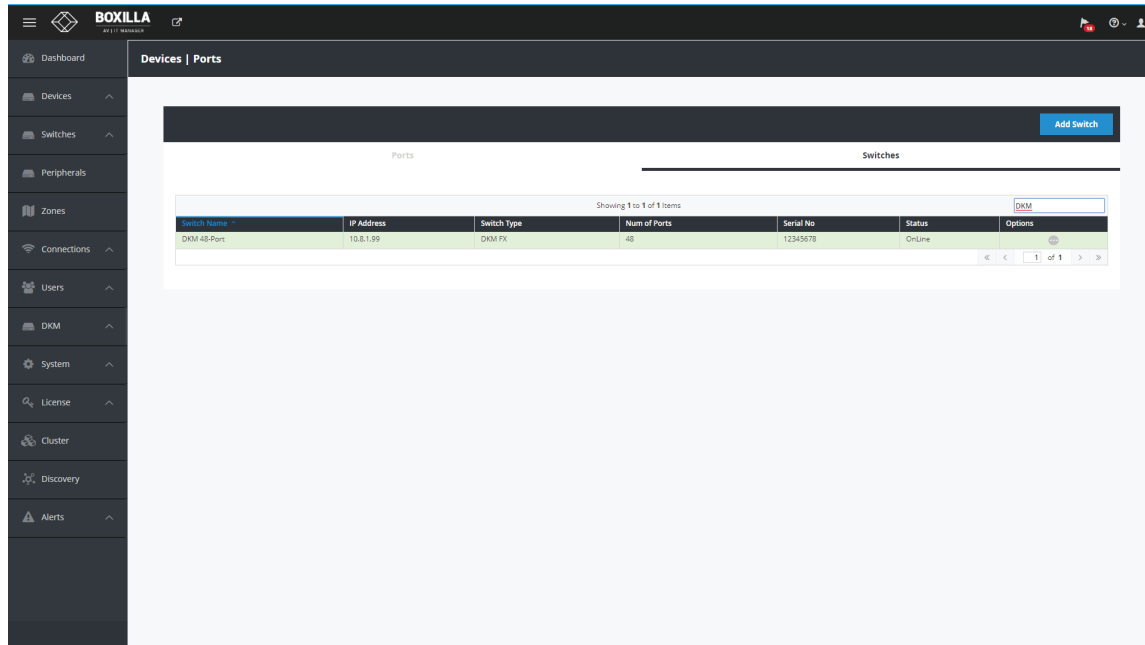 BOXILLA
AV | IT MANAGER
18
Dashboard
Devices
Switches
Peripherals
Zones
Connections
Users
DKM
System
License
Cluster
Discovery
Alerts
Devices | Ports
Add Switch
Ports Switches
Showing 1 to 1 of 1 Items
DKM
Switch Name IP Address Switch Type Num of Ports Serial No Status Options
DKM 48-Port 10.8.1.99 DKM FX 48 12345678 OnLine
« < 1 of 1 > »